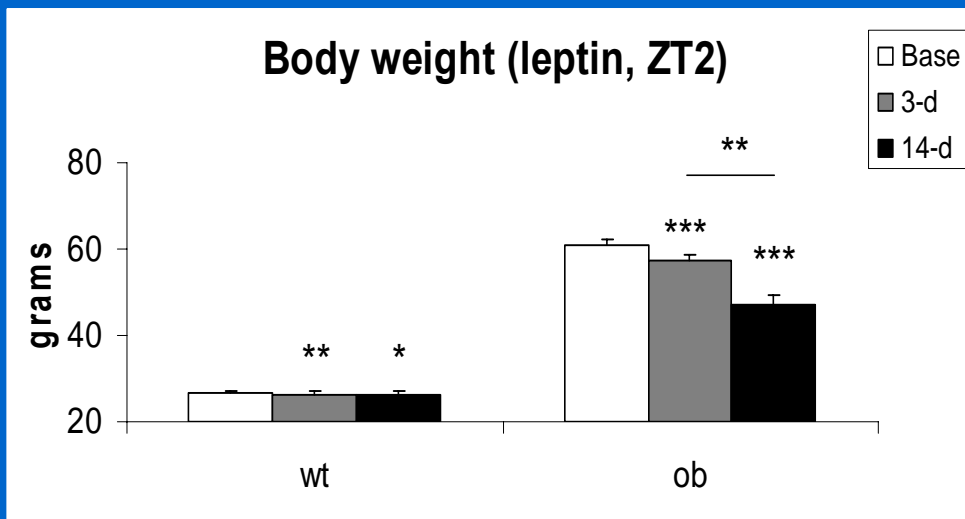 Body weight (leptin, ZT2)
Base
3-d
14-d
grams
80
60
40
20
**
***
***
**
*
wt
ob